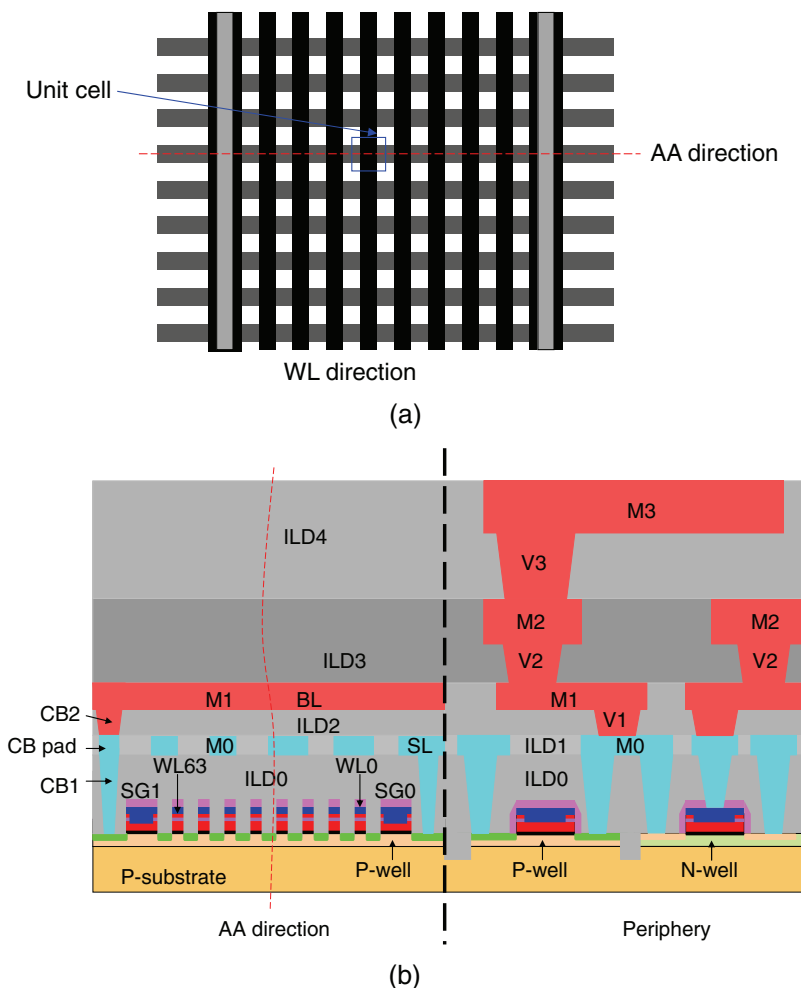 Unit cell
AA direction
WL direction
(a)
M3
ILD4
V3
M2
M2
ILD3
V2
V2
M1
BL
M1
CB2
ILD2
V1
CB pad
M0
SL
ILD1
M0
WL63
WL0
CB1
ILD0
ILD0
SG1
SG0
P-substrate
P-well
P-well
N-well
AA direction
Periphery
(b)